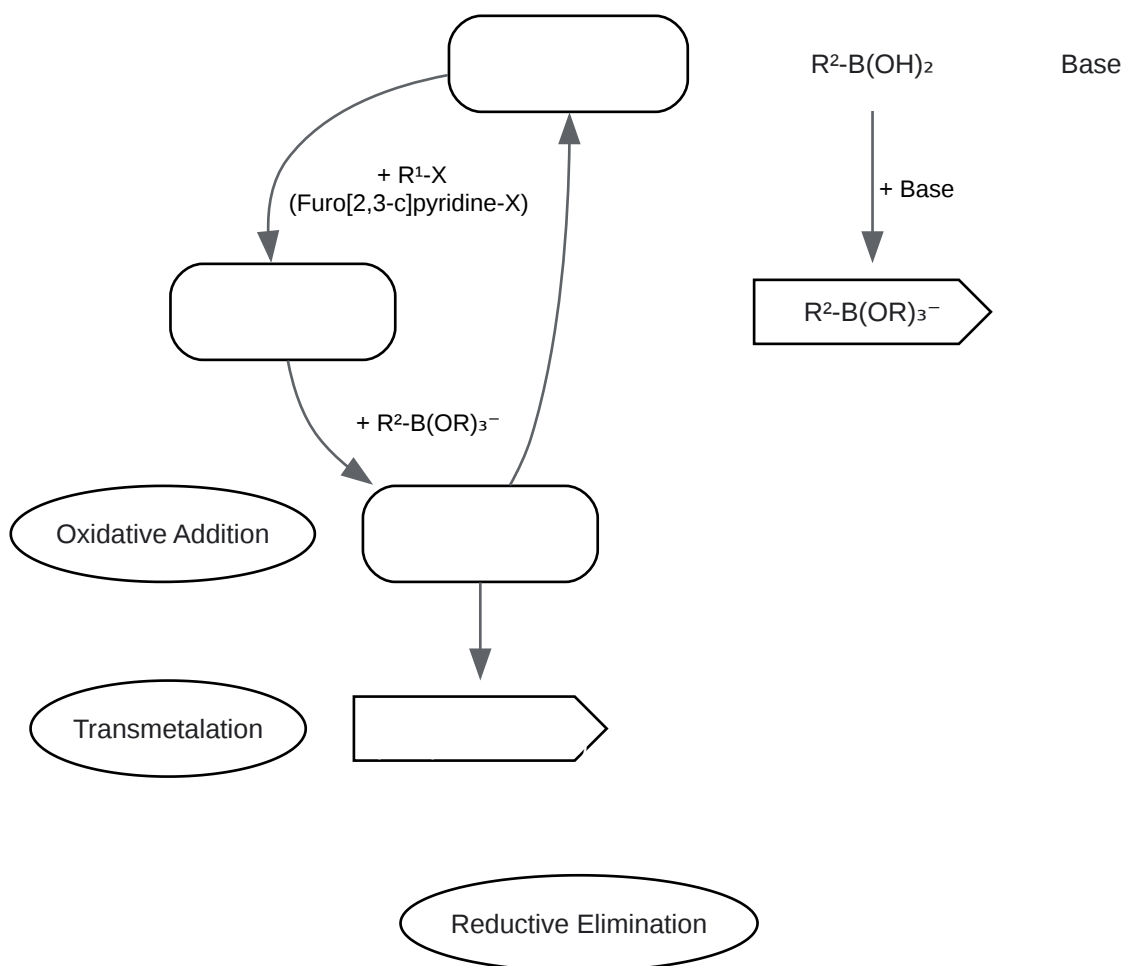 R²-B(OH)₂
Base
+ R¹-X
(Furo[2,3-c]pyridine-X)
+ Base
R²-B(OR)₃⁻
+ R²-B(OR)₃⁻
Oxidative Addition
Transmetalation
Reductive Elimination